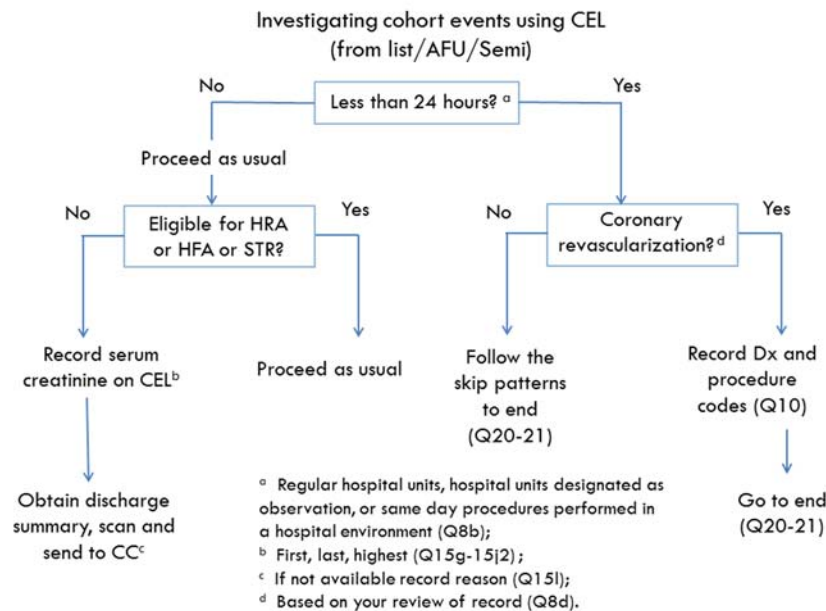 Investigating cohort events using CEL
(from list/AFU/Semi)
No
Yes
Less than 24 hours? a
Proceed as usual
No
Yes
Eligible for HRA
or HFA or STR?
No
Yes
Coronary
revascularization? d
Record serum
creatinine on CEL b
Proceed as usual
Follow the
skip patterns
to end
(Q20-21)
Record Dx and
procedure
codes (Q10)
Obtain discharge
summary, scan and
send to CC c
Go to end
(Q20-21)
a Regular hospital units, hospital units designated as
observation, or same day procedures performed in
a hospital environment (Q8b);
b First, last, highest (Q15g-15j2) ;
c If not available record reason (Q15l);
d Based on your review of record (Q8d).